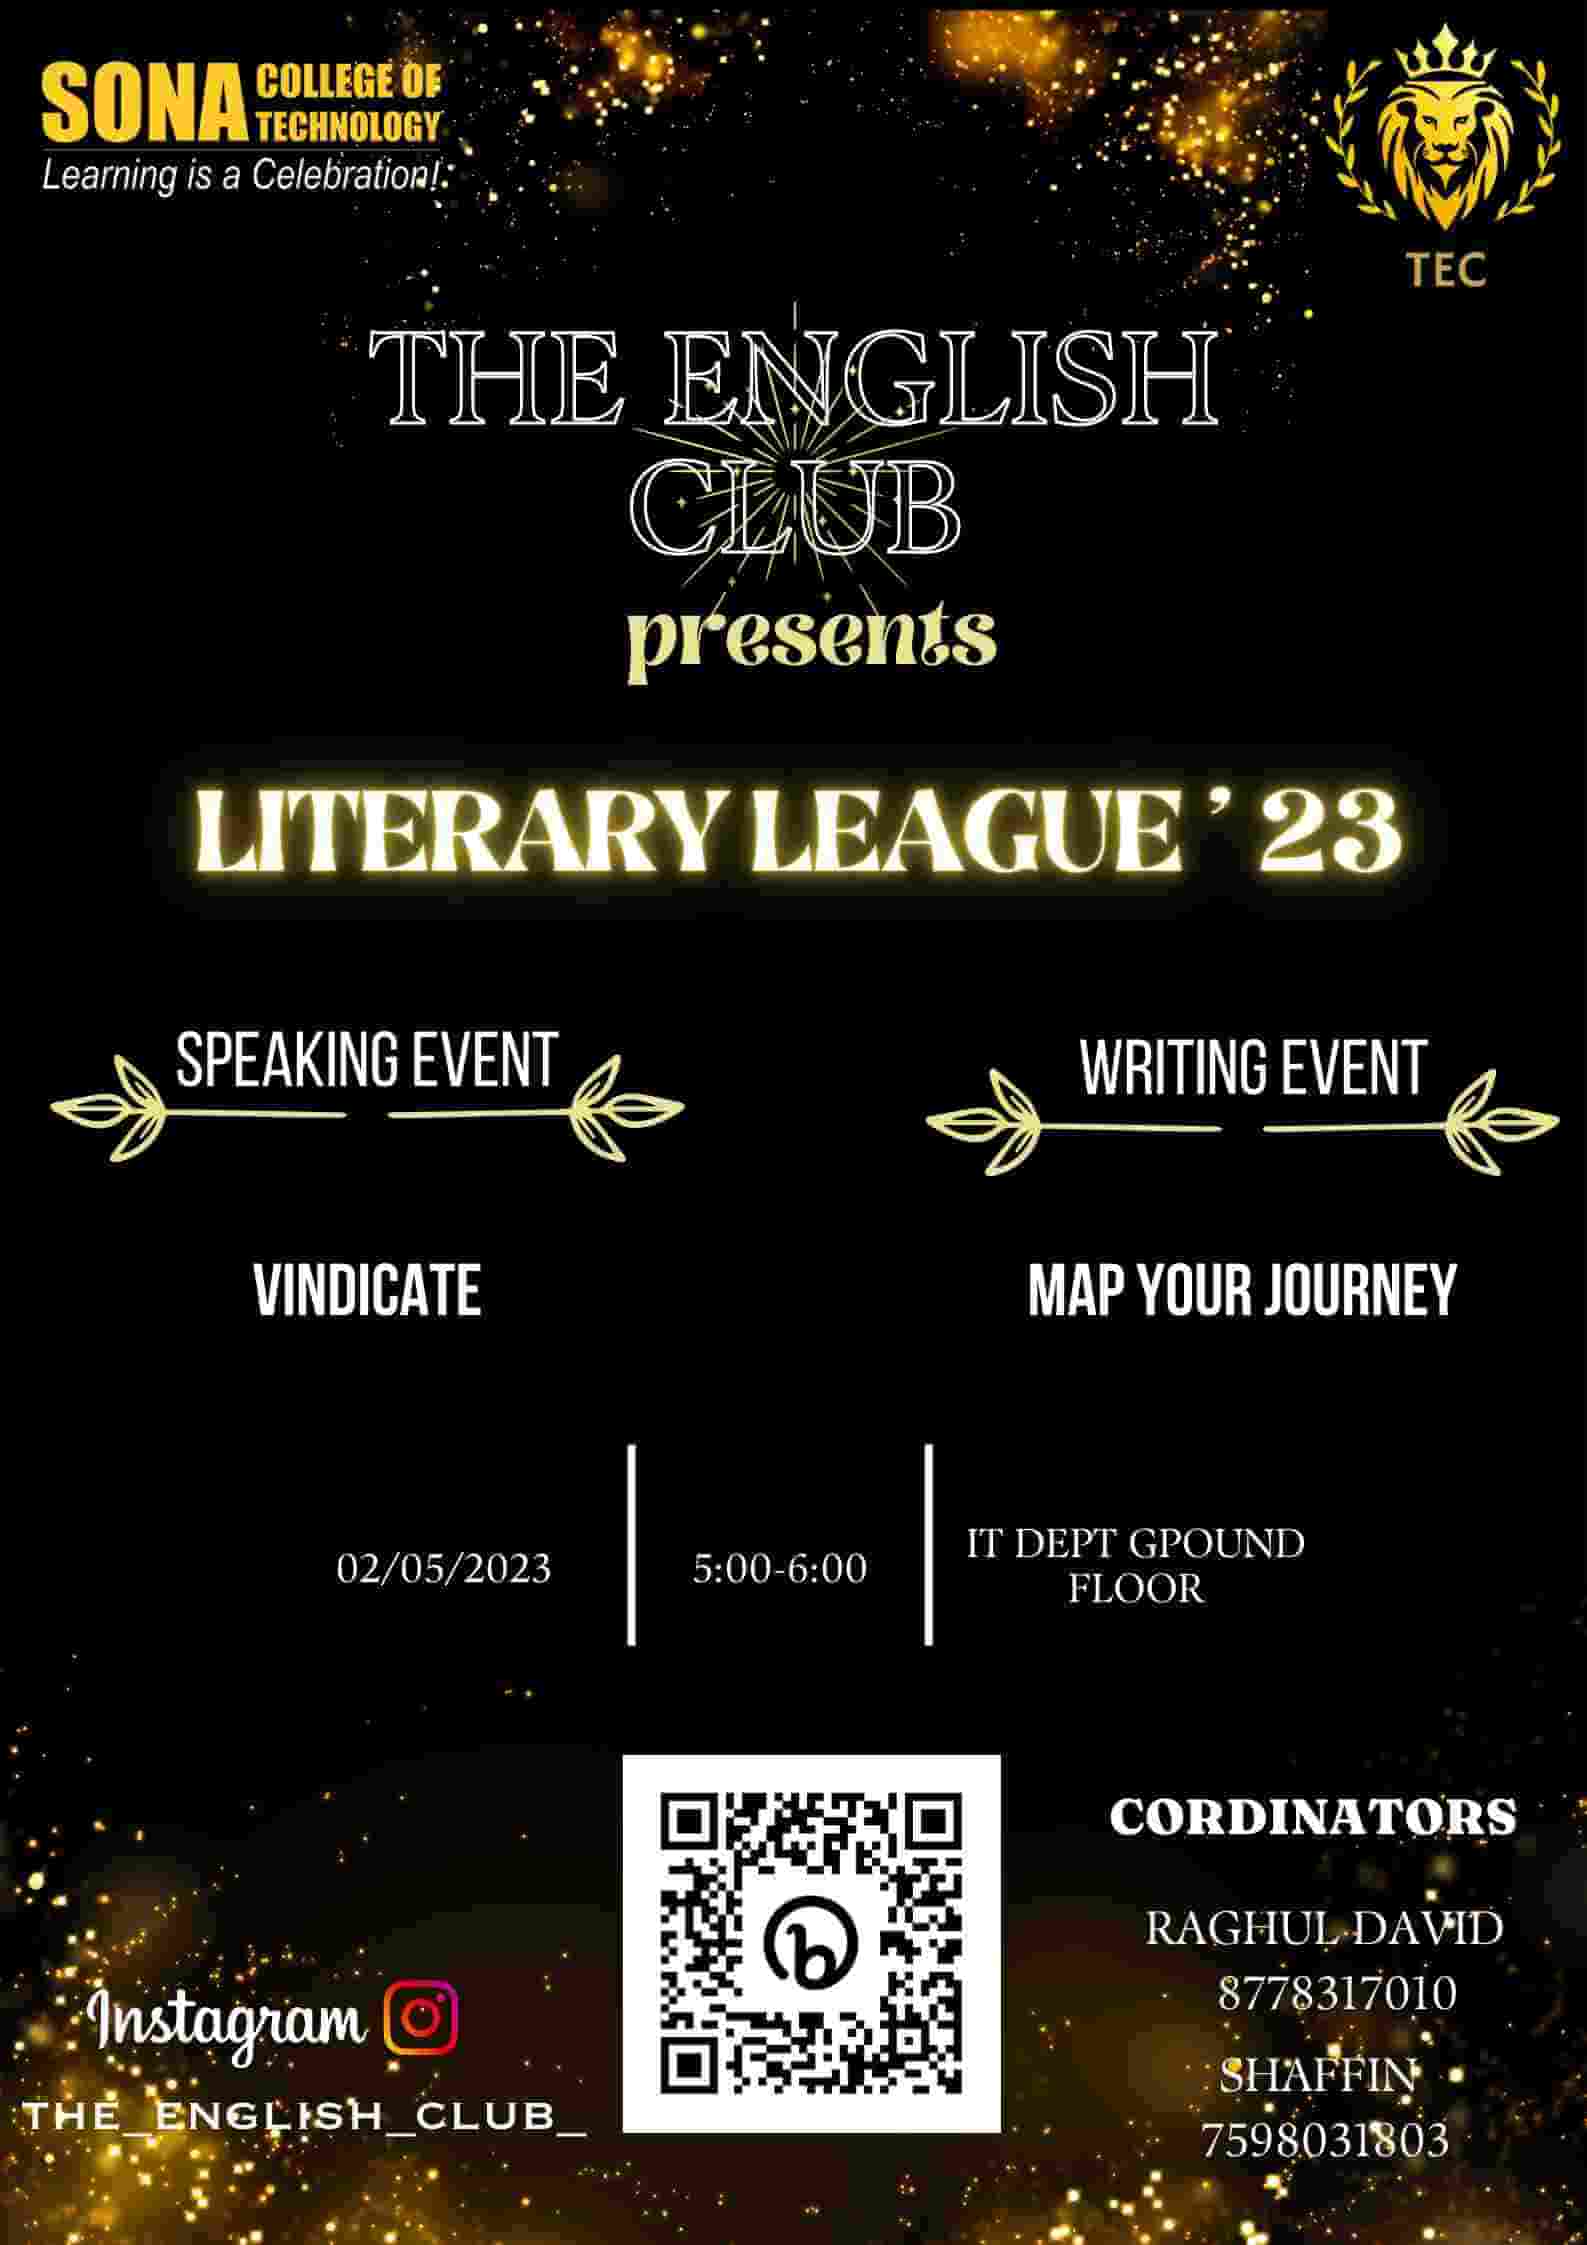 SONA COLLEGE OF
TECHNOLOGY
Learning is a Celebration!
TEC
THE ENGLISH
CLUB
presents
LITERARY LEAGUE ' 23
SPEAKING EVENT
WRITING EVENT
VINDICATE
MAP YOUR JOURNEY
02/05/2023
5:00-6:00
IT DEPT GPOUND
FLOOR
CORDINATORS
RAGHUL DAVID
8778317010
SHAFFIN
7598031803
Instagram
THE_ENGLISH_CLUB_